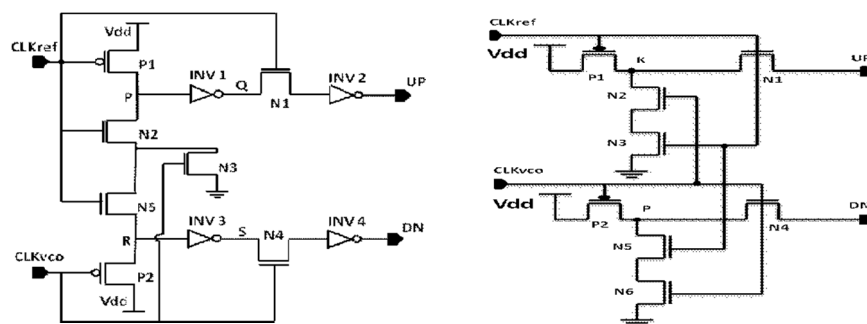 CLKref
Vdd
P1
INV 1
INV 2
UP
P
Q
N1
N2
N3
N5
INV 3
N4
INV 4
DN
R
S
CLKvco
P2
Vdd
CLKref
Vdd
P1
K
N1
UP
N2
N3
CLKvco
Vdd
P2
P
N4
DN
N5
N6